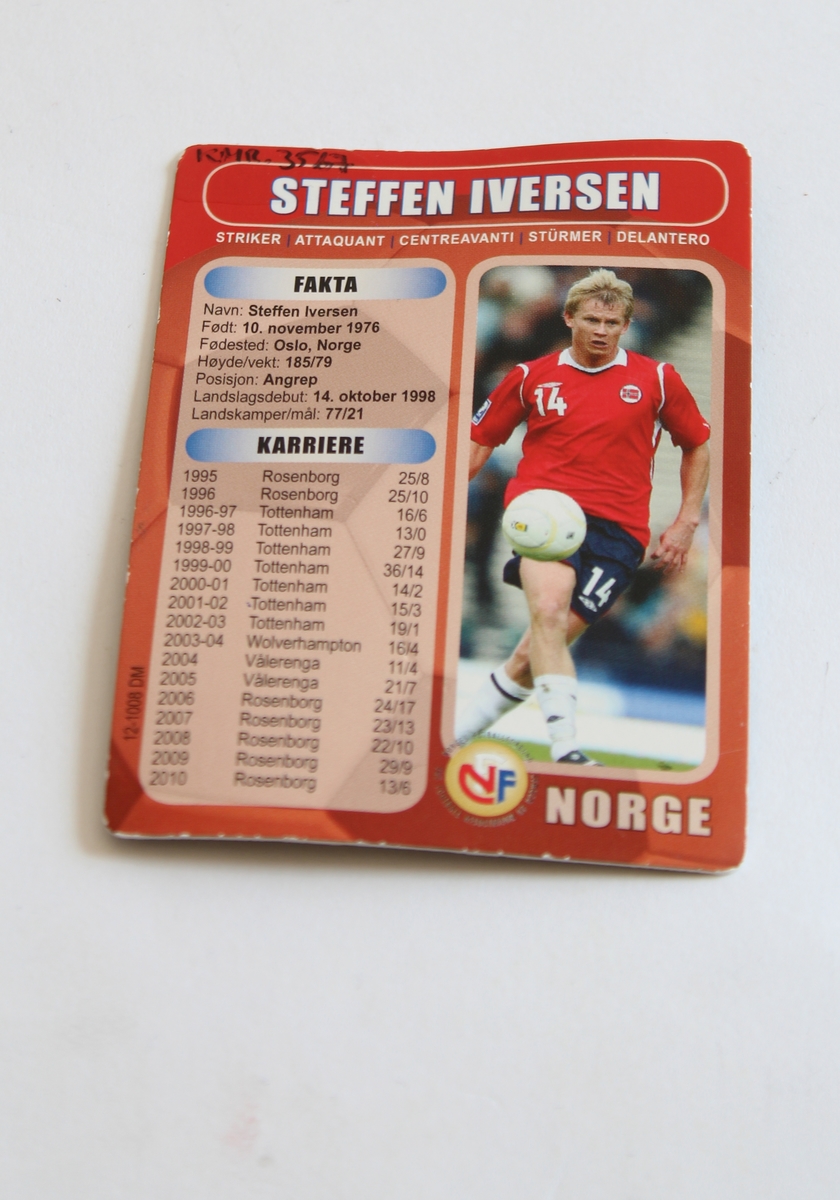 STEFFEN IVERSEN
STRIKER | ATTAQUANT | CENTREAVANTI | STÜRMER | DELANTERO
FAKTA
Navn: Steffen Iversen
Født: 10. november 1976
Fødested: Oslo, Norge
Høyde/vekt: 185/79
Posisjon: Angrep
Landslagsdebut: 14. oktober 1998
Landskamper/mål: 77/21
KARRIERE
1995 Rosenborg 25/8
1996 Rosenborg 25/10
1996-97 Tottenham 16/6
1997-98 Tottenham 13/0
1998-99 Tottenham 27/9
1999-00 Tottenham 36/14
2000-01 Tottenham 14/2
2001-02 Tottenham 15/3
2002-03 Tottenham 19/1
2003-04 Wolverhampton 16/4
2004 Vålerenga 11/4
2005 Vålerenga 21/7
2006 Rosenborg 24/17
2007 Rosenborg 23/13
2008 Rosenborg 22/10
2009 Rosenborg 29/9
2010 Rosenborg 13/6
12-1008 DM
14
14
NFF
NORGE